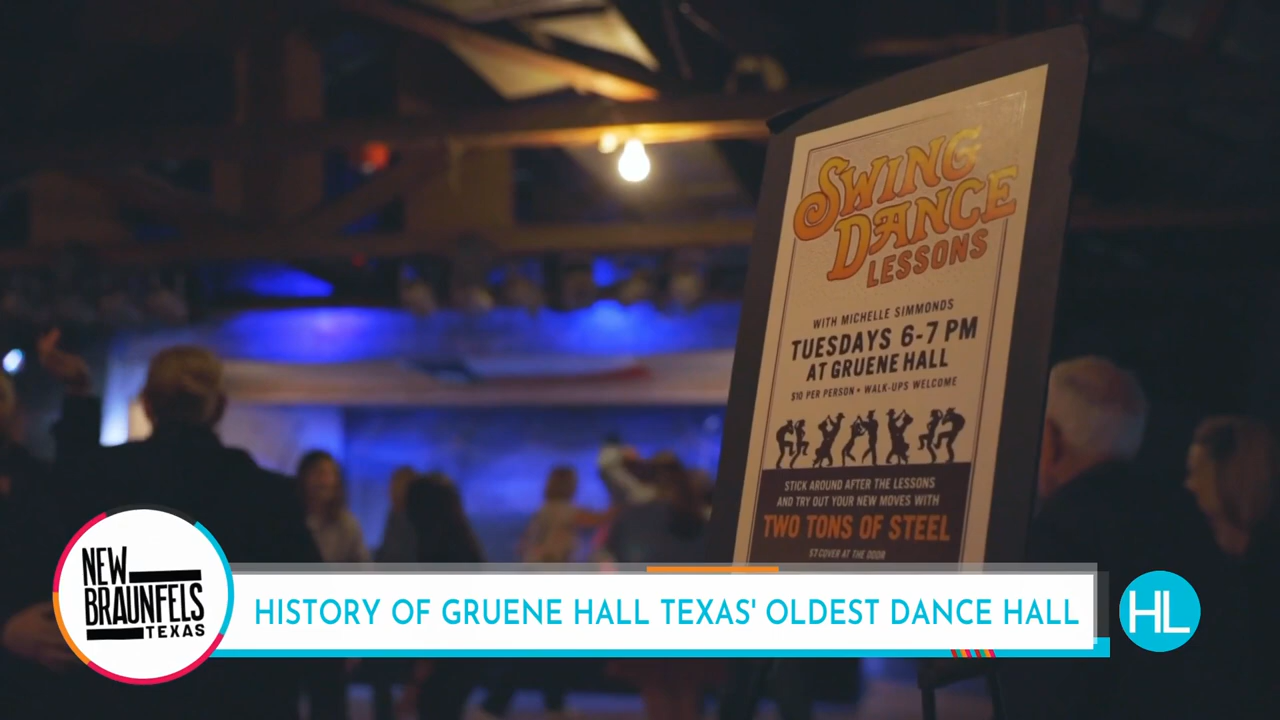 SWING
DANCE
LESSONS
WITH MICHELLE SIMMONDS
TUESDAYS 6-7 PM
AT GRUENE HALL
$10 PER PERSON • WALK-UPS WELCOME
STICK AROUND AFTER THE LESSONS
AND TRY OUT YOUR NEW MOVES WITH
TWO TONS OF STEEL
$7 COVER AT THE DOOR
NEW
BRAUNFELS
TEXAS
HISTORY OF GRUENE HALL TEXAS' OLDEST DANCE HALL
HL